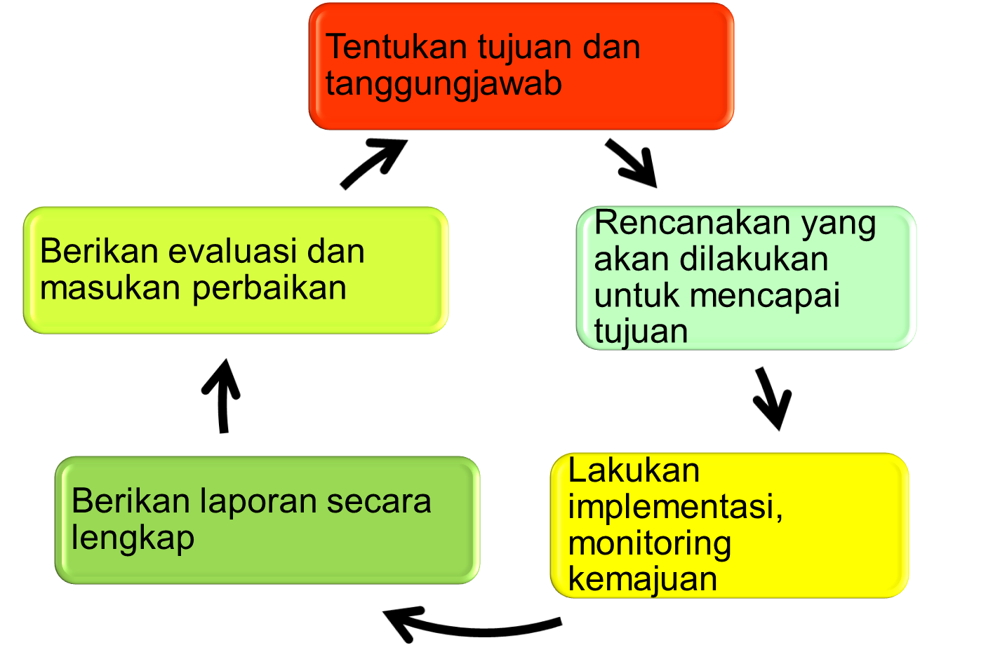 Tentukan tujuan dan
tanggungjawab
Rencanakan yang
akan dilakukan
untuk mencapai
tujuan
Lakukan
implementasi,
monitoring
kemajuan
Berikan laporan secara
lengkap
Berikan evaluasi dan
masukan perbaikan